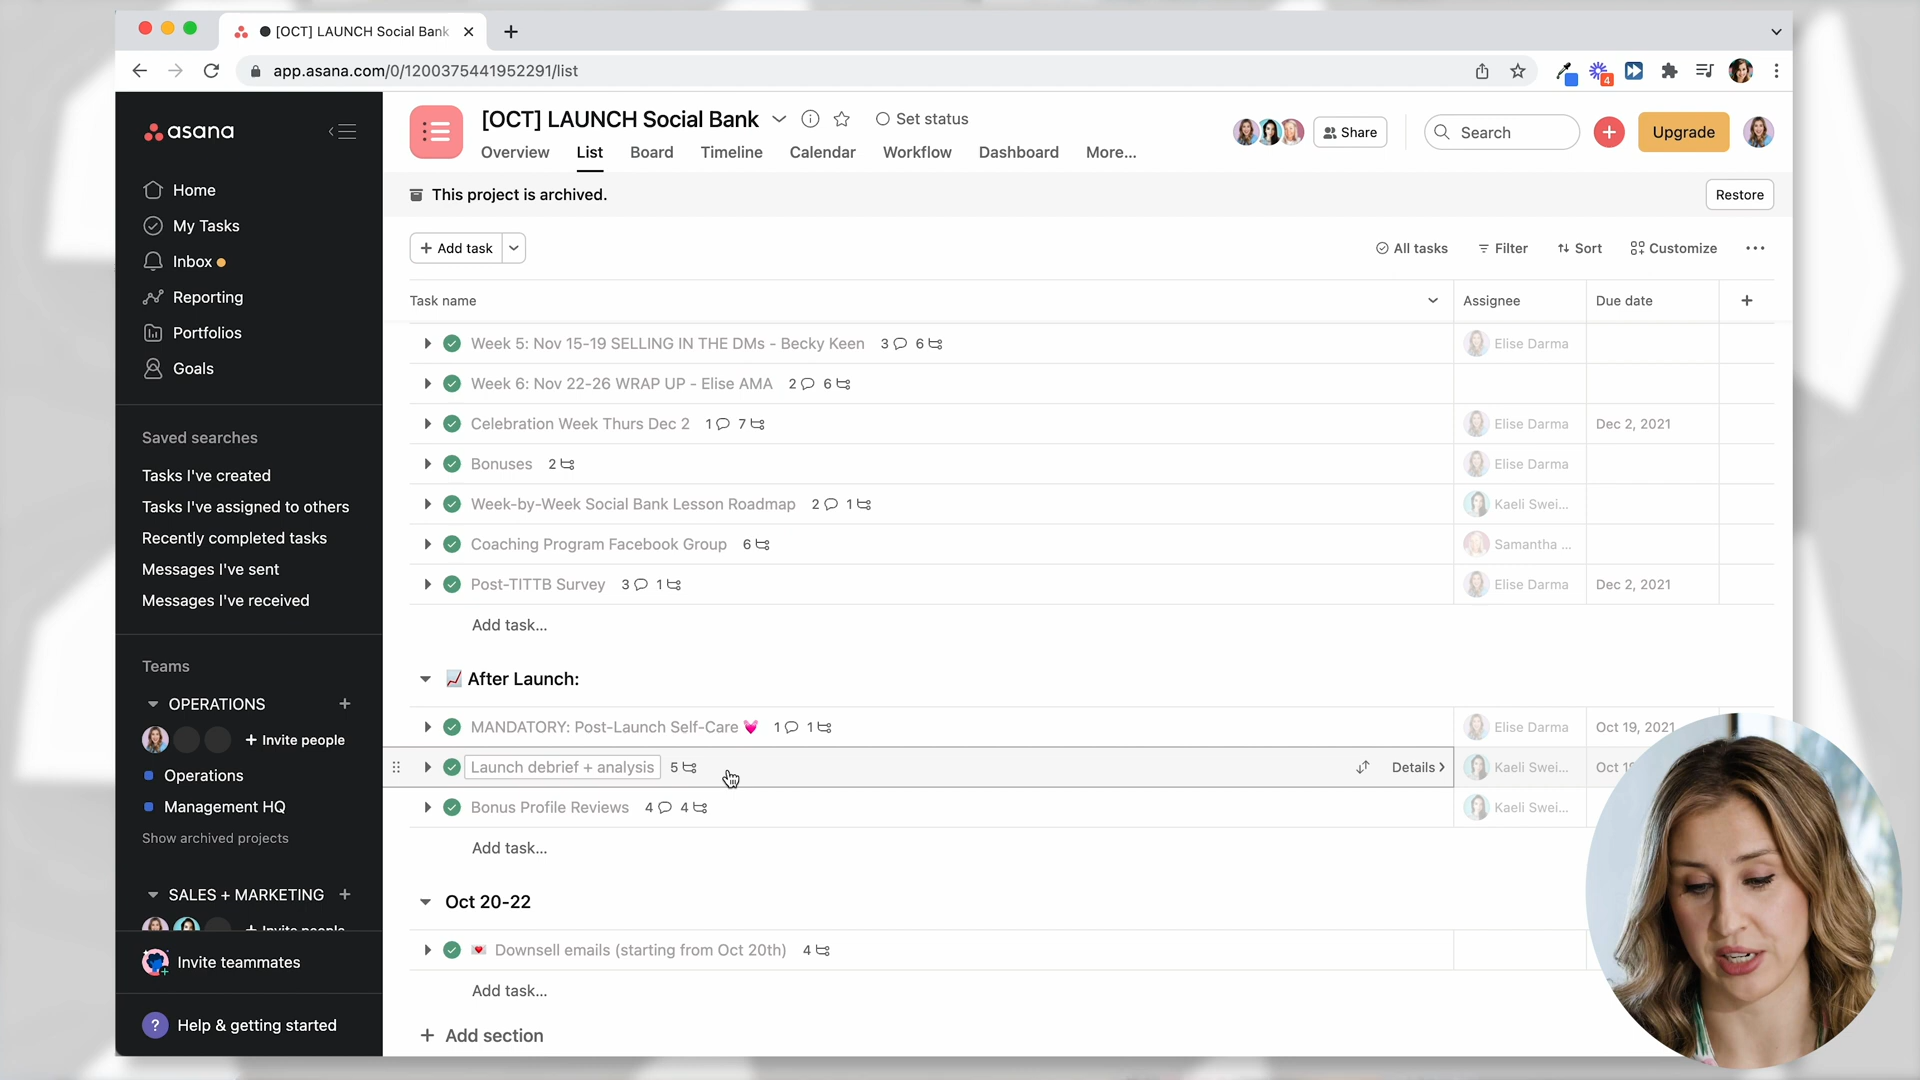 [OCT] LAUNCH Social Bank
app.asana.com/0/1200375441952291/list
4
asana
Home
My Tasks
Inbox
Reporting
Portfolios
Goals
Saved searches
Tasks I've created
Tasks I've assigned to others
Recently completed tasks
Messages I've sent
Messages I've received
Teams
OPERATIONS
Invite people
Operations
Management HQ
Show archived projects
SALES + MARKETING
Invite people
Invite teammates
? Help & getting started
[OCT] LAUNCH Social Bank Set status
Share
Search
Upgrade
Overview List Board Timeline Calendar Workflow Dashboard More...
This project is archived. Restore
+ Add task All tasks Filter Sort Customize
Task name Assignee Due date +
Week 5: Nov 15-19 SELLING IN THE DMs - Becky Keen 3 6 Elise Darma
Week 6: Nov 22-26 WRAP UP - Elise AMA 2 6
Celebration Week Thurs Dec 2 1 7 Elise Darma Dec 2, 2021
Bonuses 2 Elise Darma
Week-by-Week Social Bank Lesson Roadmap 2 1 Kaeli Swei...
Coaching Program Facebook Group 6 Samantha ...
Post-TITTB Survey 3 1 Elise Darma Dec 2, 2021
Add task...
After Launch:
MANDATORY: Post-Launch Self-Care 1 1 Elise Darma Oct 19, 2021
Launch debrief + analysis 5 Details Kaeli Swei... Oct
Bonus Profile Reviews 4 4 Kaeli Swei...
Add task...
Oct 20-22
Downsell emails (starting from Oct 20th) 4
Add task...
+ Add section